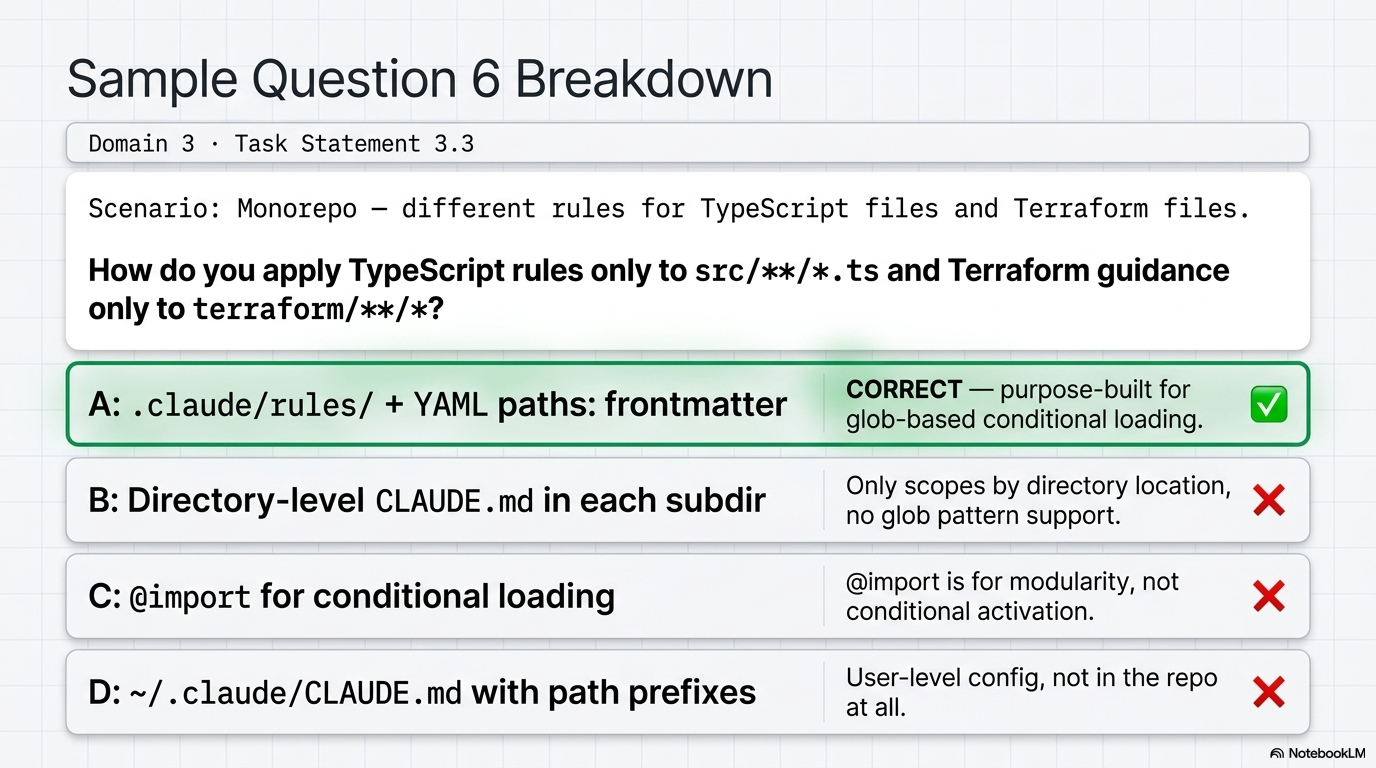 Sample Question 6 Breakdown
Domain 3 · Task Statement 3.3
Scenario: Monorepo — different rules for TypeScript files and Terraform files.
How do you apply TypeScript rules only to src/**/*.ts and Terraform guidance
only to terraform/**/*?
A: .claude/rules/ + YAML paths: frontmatter
CORRECT — purpose-built for
glob-based conditional loading.
B: Directory-level CLAUDE.md in each subdir
Only scopes by directory location,
no glob pattern support.
C: @import for conditional loading
@import is for modularity, not
conditional activation.
D: ~/.claude/CLAUDE.md with path prefixes
User-level config, not in the repo
at all.
NotebookLM